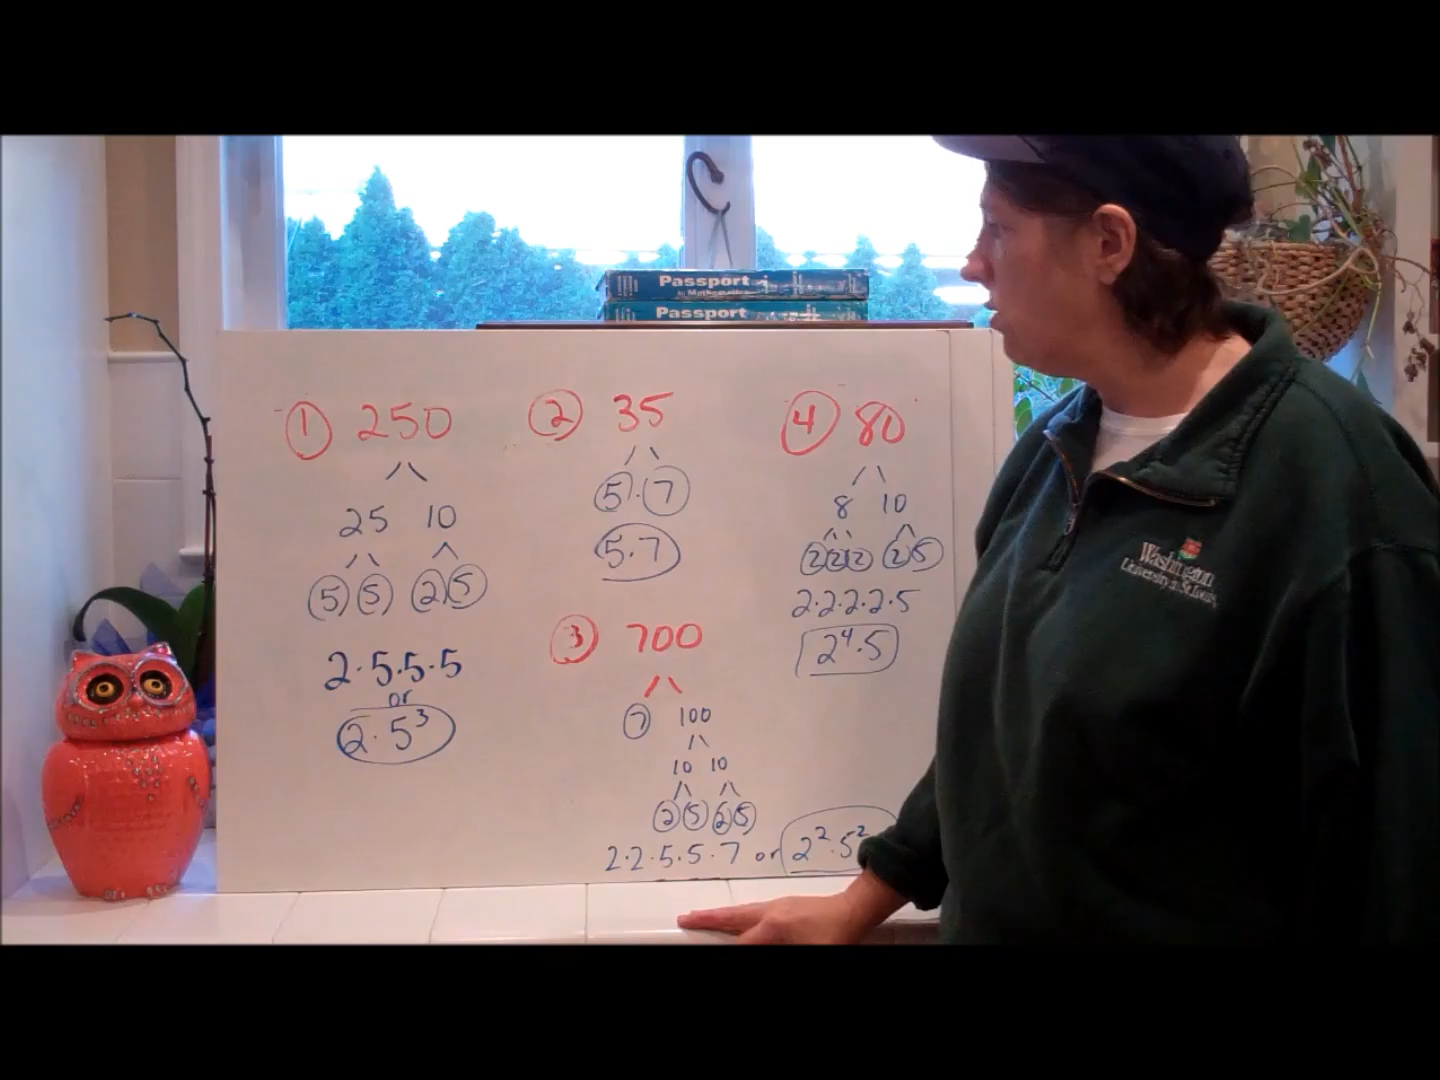 Passport
to Mathematics
Passport
① 250
25 10
5 5 2 5
2·5·5·5
or
2·5³
② 35
5·7
5·7
③ 700
7 100
10 10
2 5 2 5
2·2·5·5·7 or 2²·5²
④ 80
8 10
2 2 2 2 5
2·2·2·2·5
2⁴·5
Washington
University in St. Louis